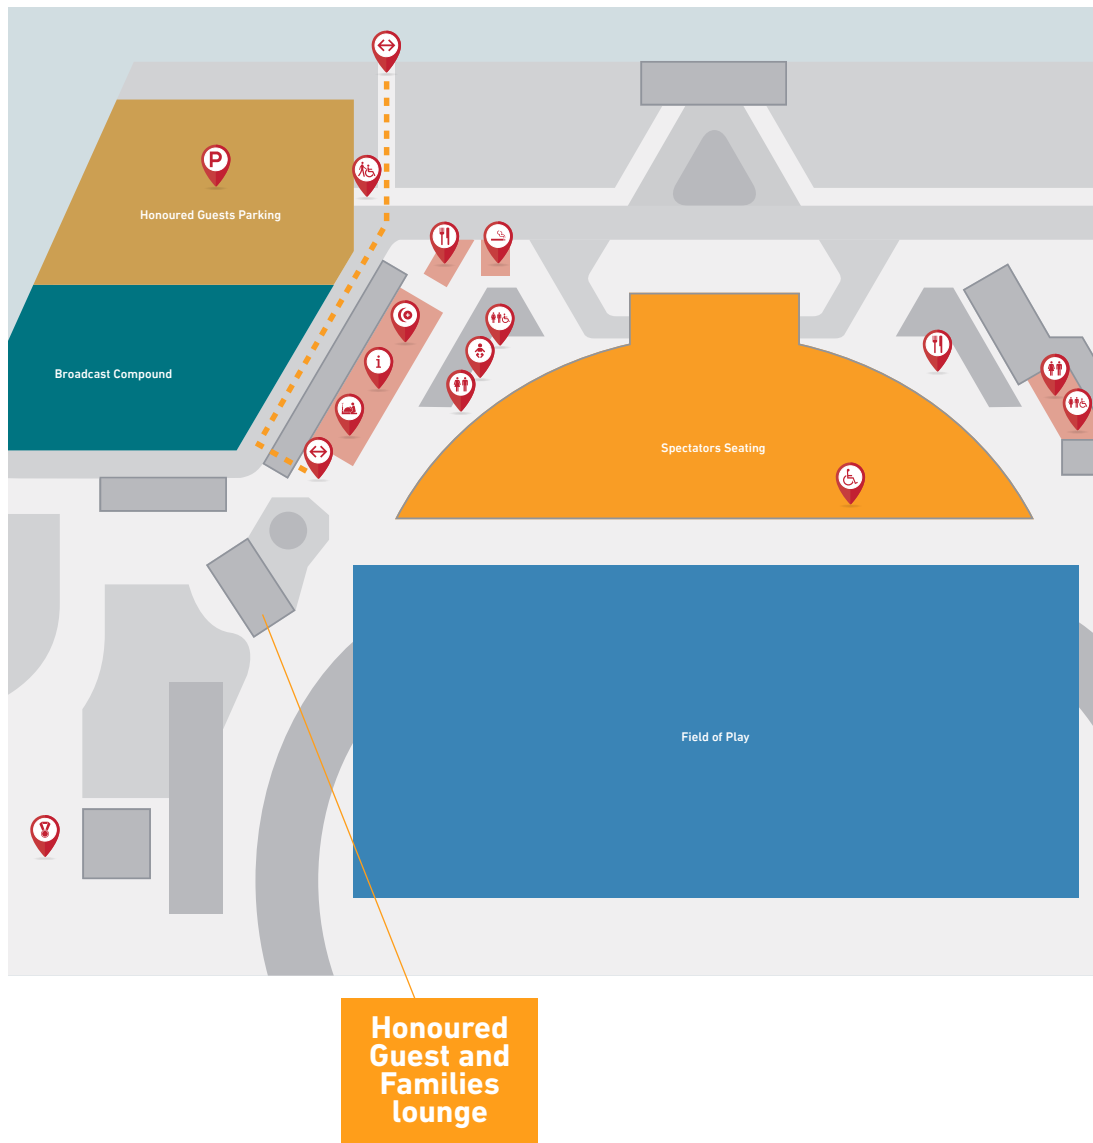 P
Honoured Guests Parking
i
Broadcast Compound
Spectators Seating
Field of Play
Honoured
Guest and
Families
lounge